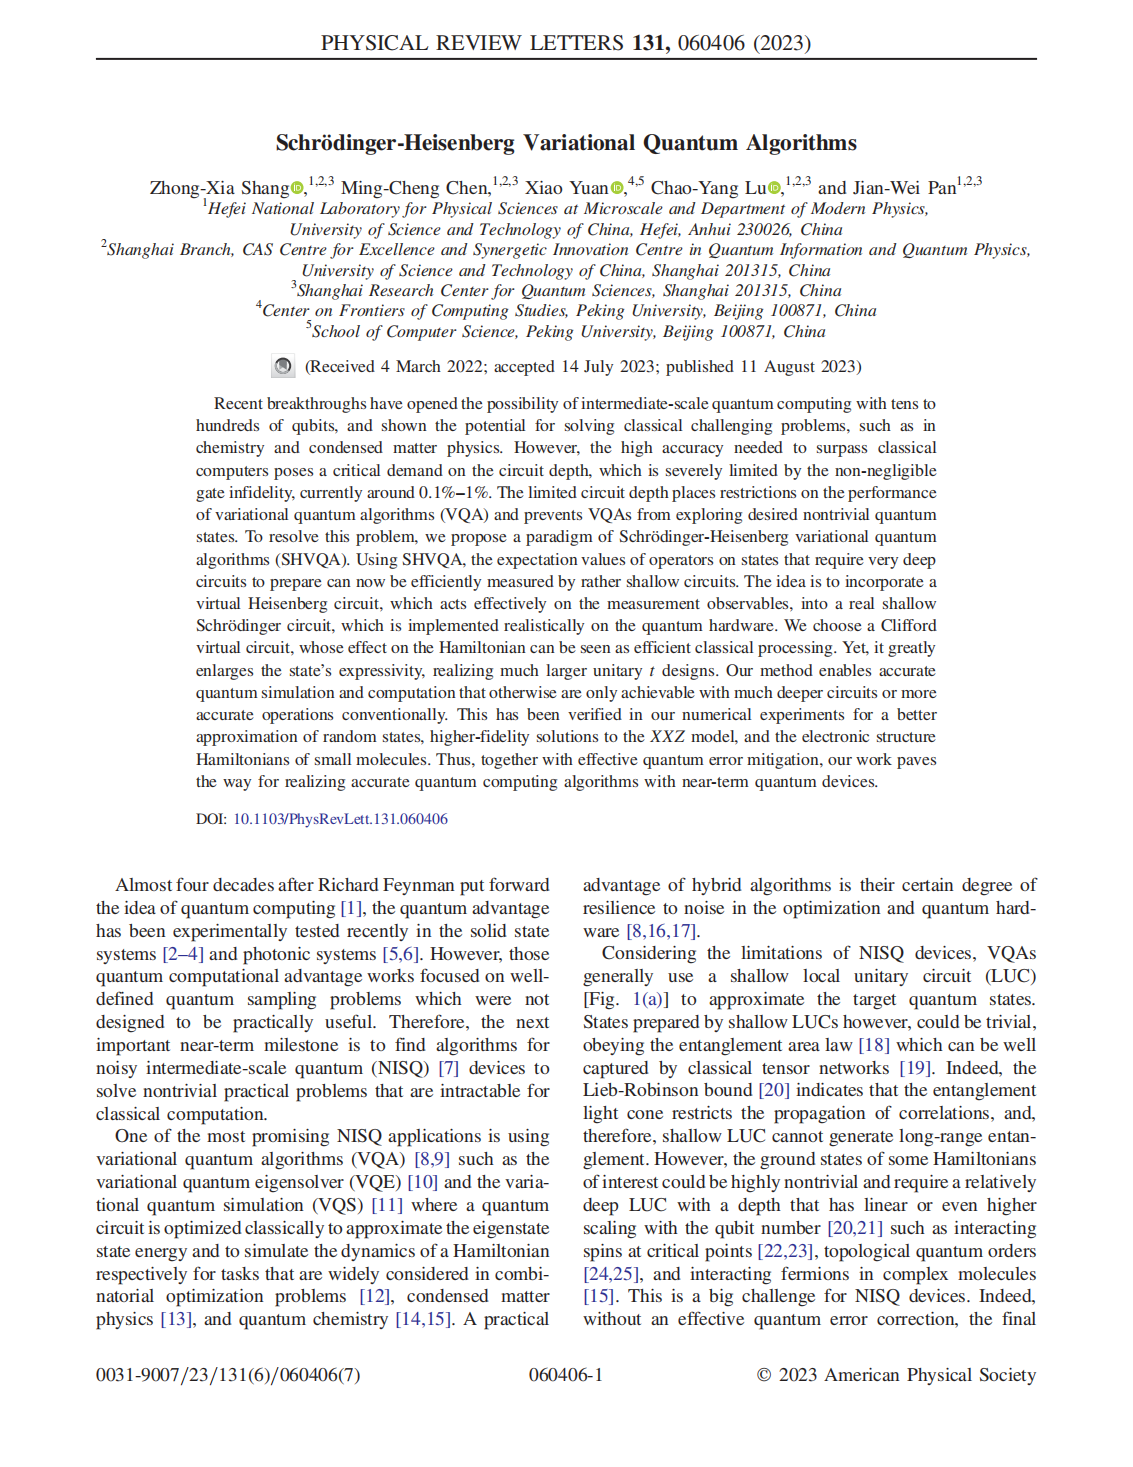 PHYSICAL REVIEW LETTERS 131, 060406 (2023)
Schrödinger-Heisenberg Variational Quantum Algorithms
Zhong-Xia Shang,1,2,3 Ming-Cheng Chen,1,2,3 Xiao Yuan,4,5 Chao-Yang Lu,1,2,3 and Jian-Wei Pan1,2,3
1Hefei National Laboratory for Physical Sciences at Microscale and Department of Modern Physics,
University of Science and Technology of China, Hefei, Anhui 230026, China
2Shanghai Branch, CAS Centre for Excellence and Synergetic Innovation Centre in Quantum Information and Quantum Physics,
University of Science and Technology of China, Shanghai 201315, China
3Shanghai Research Center for Quantum Sciences, Shanghai 201315, China
4Center on Frontiers of Computing Studies, Peking University, Beijing 100871, China
5School of Computer Science, Peking University, Beijing 100871, China
(Received 4 March 2022; accepted 14 July 2023; published 11 August 2023)
Recent breakthroughs have opened the possibility of intermediate-scale quantum computing with tens to
hundreds of qubits, and shown the potential for solving classical challenging problems, such as in
chemistry and condensed matter physics. However, the high accuracy needed to surpass classical
computers poses a critical demand on the circuit depth, which is severely limited by the non-negligible
gate infidelity, currently around 0.1%–1%. The limited circuit depth places restrictions on the performance
of variational quantum algorithms (VQA) and prevents VQAs from exploring desired nontrivial quantum
states. To resolve this problem, we propose a paradigm of Schrödinger-Heisenberg variational quantum
algorithms (SHVQA). Using SHVQA, the expectation values of operators on states that require very deep
circuits to prepare can now be efficiently measured by rather shallow circuits. The idea is to incorporate a
virtual Heisenberg circuit, which acts effectively on the measurement observables, into a real shallow
Schrödinger circuit, which is implemented realistically on the quantum hardware. We choose a Clifford
virtual circuit, whose effect on the Hamiltonian can be seen as efficient classical processing. Yet, it greatly
enlarges the state's expressivity, realizing much larger unitary t designs. Our method enables accurate
quantum simulation and computation that otherwise are only achievable with much deeper circuits or more
accurate operations conventionally. This has been verified in our numerical experiments for a better
approximation of random states, higher-fidelity solutions to the XXZ model, and the electronic structure
Hamiltonians of small molecules. Thus, together with effective quantum error mitigation, our work paves
the way for realizing accurate quantum computing algorithms with near-term quantum devices.
DOI: 10.1103/PhysRevLett.131.060406
Almost four decades after Richard Feynman put forward
the idea of quantum computing [1], the quantum advantage
has been experimentally tested recently in the solid state
systems [2–4] and photonic systems [5,6]. However, those
quantum computational advantage works focused on well-
defined quantum sampling problems which were not
designed to be practically useful. Therefore, the next
important near-term milestone is to find algorithms for
noisy intermediate-scale quantum (NISQ) [7] devices to
solve nontrivial practical problems that are intractable for
classical computation.
One of the most promising NISQ applications is using
variational quantum algorithms (VQA) [8,9] such as the
variational quantum eigensolver (VQE) [10] and the varia-
tional quantum simulation (VQS) [11] where a quantum
circuit is optimized classically to approximate the eigenstate
state energy and to simulate the dynamics of a Hamiltonian
respectively for tasks that are widely considered in combi-
natorial optimization problems [12], condensed matter
physics [13], and quantum chemistry [14,15]. A practical
advantage of hybrid algorithms is their certain degree of
resilience to noise in the optimization and quantum hard-
ware [8,16,17].
Considering the limitations of NISQ devices, VQAs
generally use a shallow local unitary circuit (LUC)
[Fig. 1(a)] to approximate the target quantum states.
States prepared by shallow LUCs however, could be trivial,
obeying the entanglement area law [18] which can be well
captured by classical tensor networks [19]. Indeed, the
Lieb-Robinson bound [20] indicates that the entanglement
light cone restricts the propagation of correlations, and,
therefore, shallow LUC cannot generate long-range entan-
glement. However, the ground states of some Hamiltonians
of interest could be highly nontrivial and require a relatively
deep LUC with a depth that has linear or even higher
scaling with the qubit number [20,21] such as interacting
spins at critical points [22,23], topological quantum orders
[24,25], and interacting fermions in complex molecules
[15]. This is a big challenge for NISQ devices. Indeed,
without an effective quantum error correction, the final
0031-9007/23/131(6)/060406(7)
060406-1
© 2023 American Physical Society